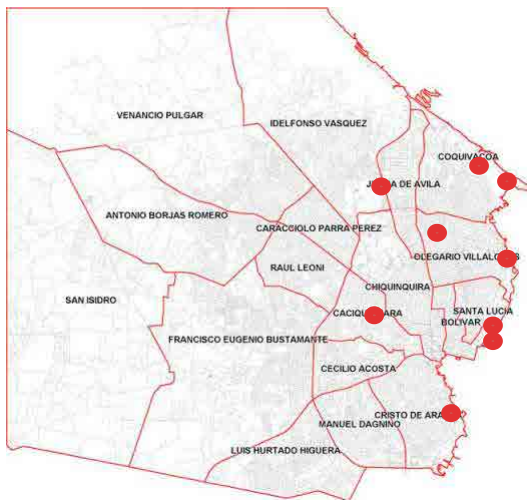 VENANCIO PULGAR
IDELFONSO VASQUEZ
COQUIVACOA
DE AVILA
ANTONIO BORJAS ROMERO
CARACCIOLO PARRA PEREZ
OLEGARIO
RAUL LEONI
CHIQUINQUIRA
SAN ISIDRO
SANTA LUCIA
BOLIVAR
FRANCISCO EUGENIO BUSTAMANTE
CECILIO ACOSTA
CRISTO DE
MANUEL DAGNINO
LUIS HURTADO HIGUERA